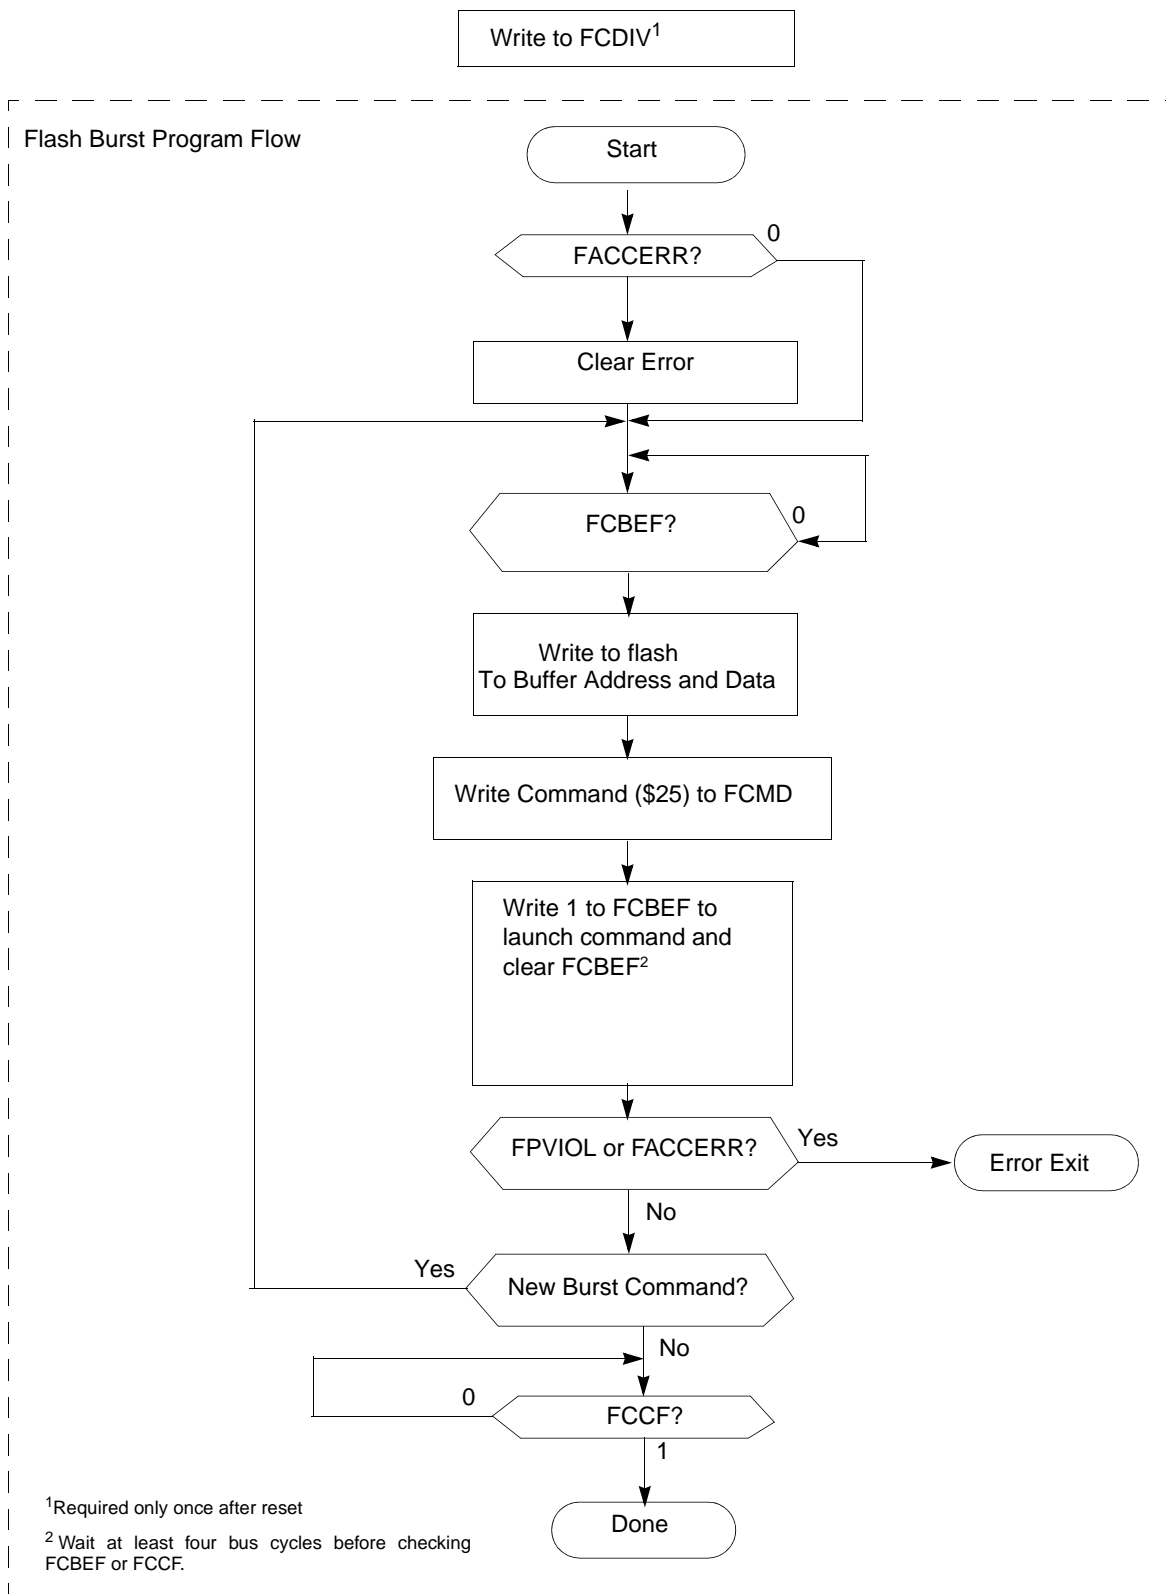 Write to FCDIV1
Flash Burst Program Flow
Start
0
FACCERR?
Clear Error
FCBEF?
0
Write to flash
To Buffer Address and Data
Write Command ($25) to FCMD
Write 1 to FCBEF to
launch command and
clear FCBEF2
FPVIOL or FACCERR?
Yes
Error Exit
No
Yes
New Burst Command?
No
0
FCCF?
1
Done
1Required only once after reset
2 Wait at least four bus cycles before checking
FCBEF or FCCF.